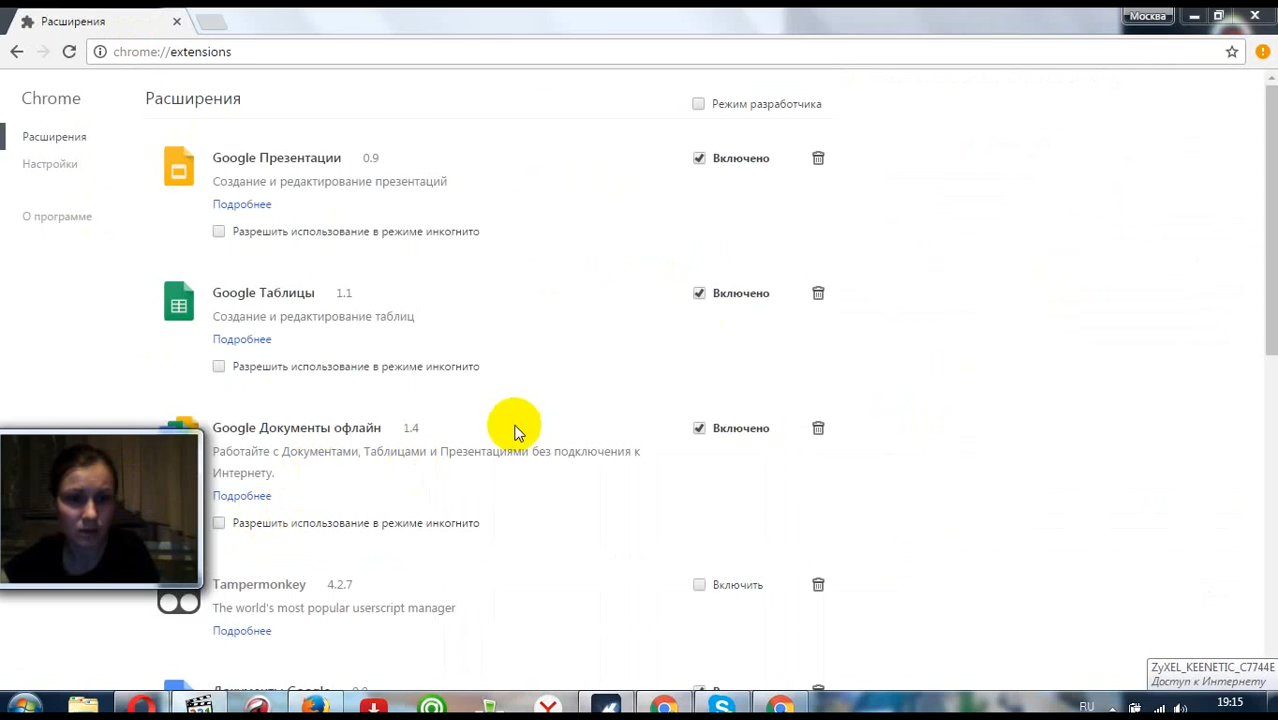 Расширения
Москва
chrome://extensions
Chrome
Расширения
Настройки
О программе
Расширения
Режим разработчика
Google Презентации 0.9
Включено
Создание и редактирование презентаций
Подробнее
Разрешить использование в режиме инкогнито
Google Таблицы 1.1
Включено
Создание и редактирование таблиц
Подробнее
Разрешить использование в режиме инкогнито
Google Документы офлайн 1.4
Включено
Работайте с Документами, Таблицами и Презентациями без подключения к
Интернету.
Подробнее
Разрешить использование в режиме инкогнито
Tampermonkey 4.2.7
Включить
The world's most popular userscript manager
Подробнее
Документы Google
ZyXEL_KEENETIC_C7744E
Доступ к Интернету
RU
19:15